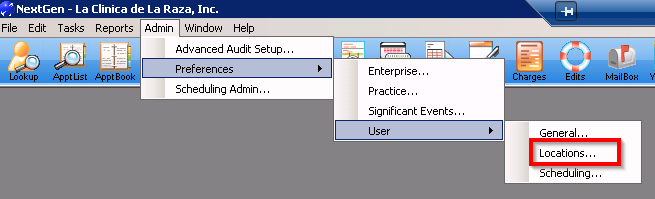 NextGen - La Clinica de La Raza, Inc.
File Edit Tasks Reports Admin Window Help
Lookup ApptList ApptBook Charges Edits MailBox
Advanced Audit Setup...
Preferences
Scheduling Admin...
Enterprise...
Practice...
Significant Events...
User
General...
Locations...
Scheduling...